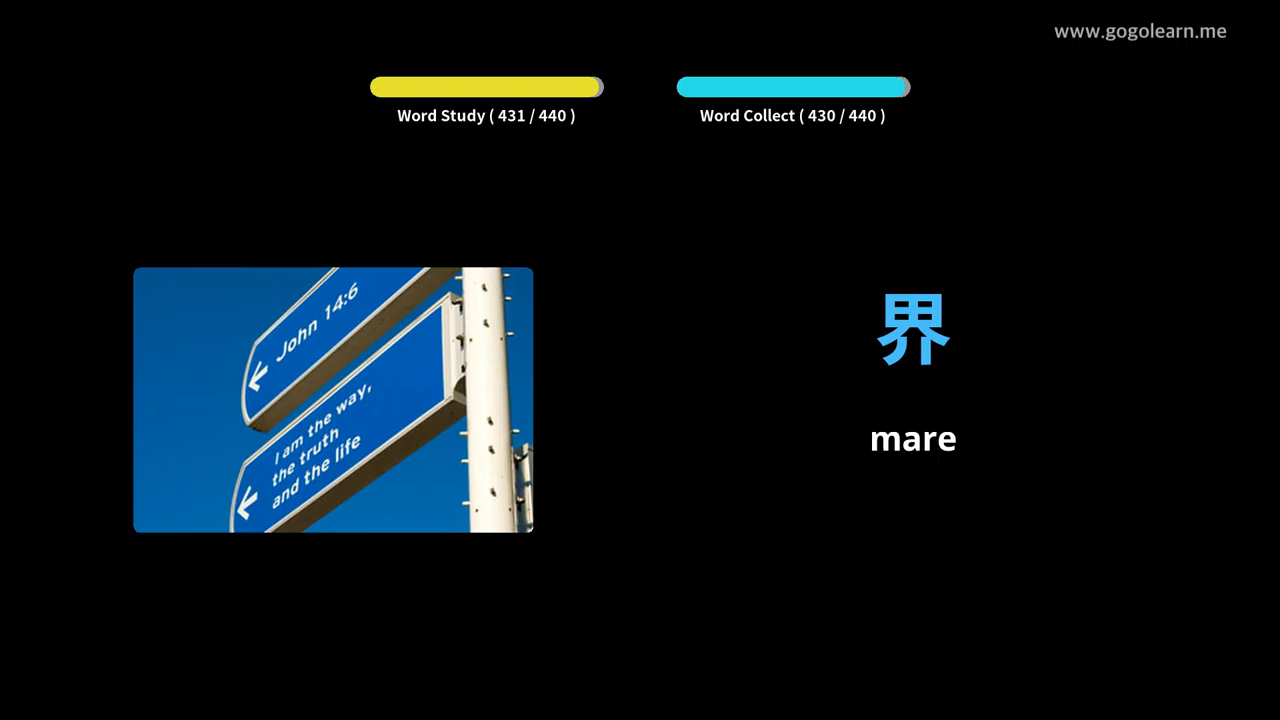 www.gogolearn.me
Word Study ( 431 / 440 )
Word Collect ( 430 / 440 )
John 14:6
I am the way,
the truth
and the life
界
mare